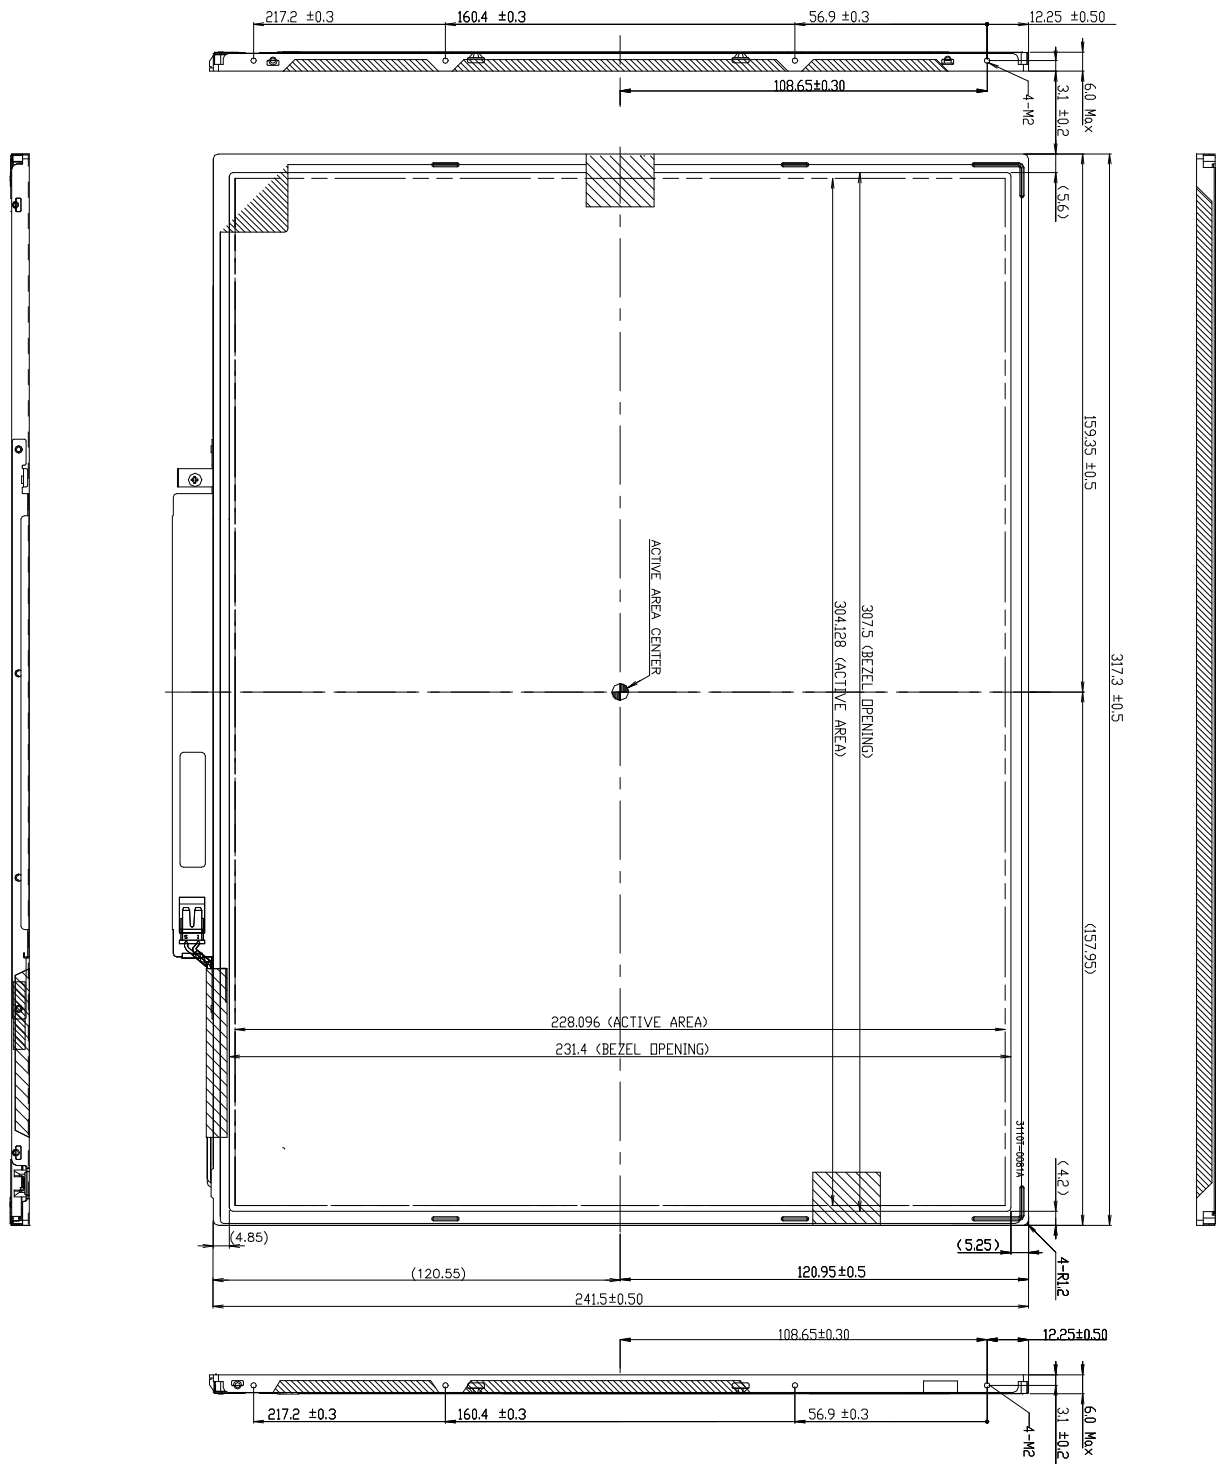 217.2 ±0.3
160.4 ±0.3
56.9 ±0.3
12.25 ±0.50
108.65±0.30
4-M2
3.1 ±0.2
6.0 Max
(5.6)
159.35 ±0.5
ACTIVE AREA CENTER
304.128 (ACTIVE AREA)
307.5 (BEZEL OPENING)
317.3 ±0.5
(157.95)
228.096 (ACTIVE AREA)
231.4 (BEZEL OPENING)
3110T-0081A
(4.2)
(4.85)
(5.25)
4-R1.2
(120.55)
120.95±0.5
241.5±0.50
108.65±0.30
12.25±0.50
217.2 ±0.3
160.4 ±0.3
56.9 ±0.3
4-M2
3.1 ±0.2
6.0 Max